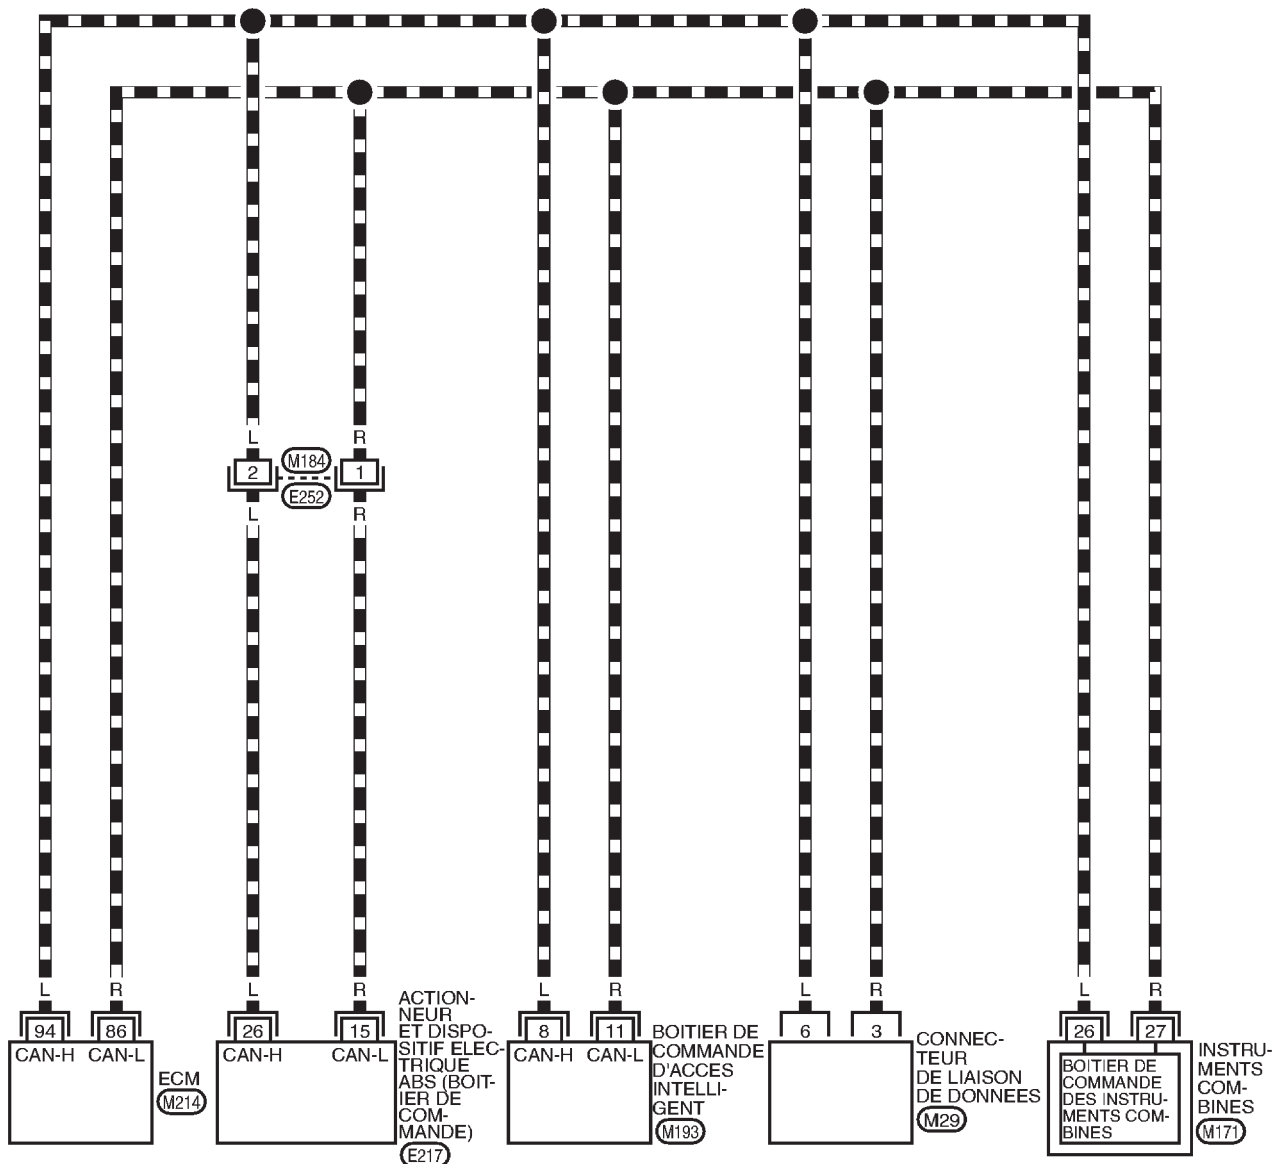 L
R
2
M184
1
E252
L
R
L
R
L
R
L
R
L
R
L
R
94
86
26
15
8
11
6
3
26
27
CAN-H
CAN-L
ECM
M214
CAN-H
CAN-L
ACTION-
NEUR
ET DISPO-
SITIF ELEC-
TRIQUE
ABS (BOIT-
IER DE
COM-
MANDE)
E217
CAN-H
CAN-L
BOITIER DE
COMMANDE
D'ACCES
INTELLI-
GENT
M193
CONNEC-
TEUR
DE LIAISON
DE DONNEES
M29
BOITIER DE
COMMANDE
DES INSTRU-
MENTS COM-
BINES
INSTRU-
MENTS
COM-
BINES
M171